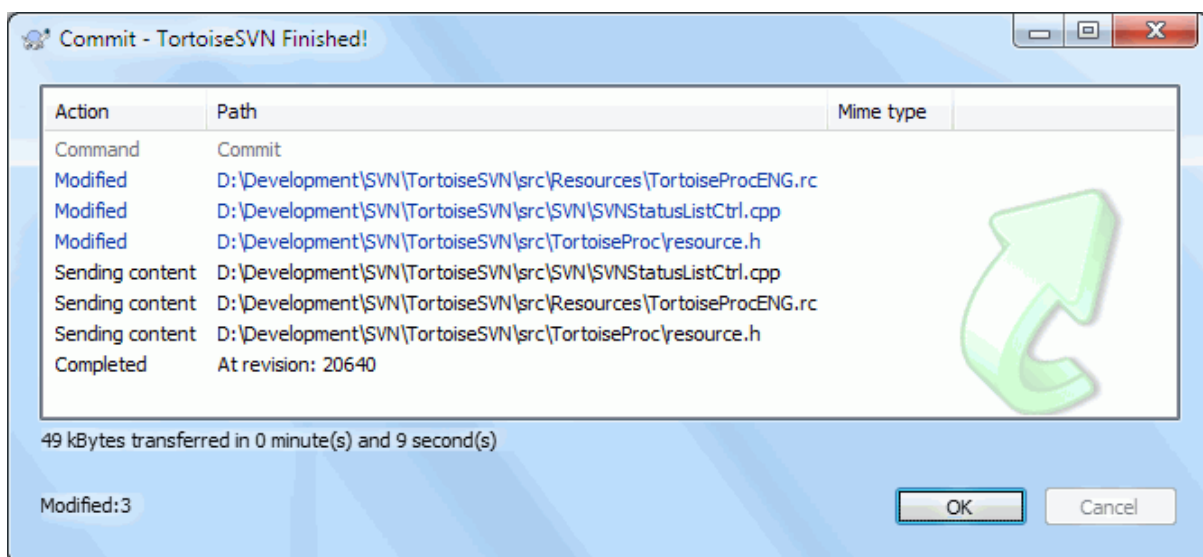 Commit - TortoiseSVN Finished!
Action Path Mime type
Command Commit
Modified D:\Development\SVN\TortoiseSVN\src\Resources\TortoiseProcENG.rc
Modified D:\Development\SVN\TortoiseSVN\src\SVN\SVNStatusListCtrl.cpp
Modified D:\Development\SVN\TortoiseSVN\src\TortoiseProc\resource.h
Sending content D:\Development\SVN\TortoiseSVN\src\SVN\SVNStatusListCtrl.cpp
Sending content D:\Development\SVN\TortoiseSVN\src\Resources\TortoiseProcENG.rc
Sending content D:\Development\SVN\TortoiseSVN\src\TortoiseProc\resource.h
Completed At revision: 20640
49 kBytes transferred in 0 minute(s) and 9 second(s)
Modified:3
OK Cancel